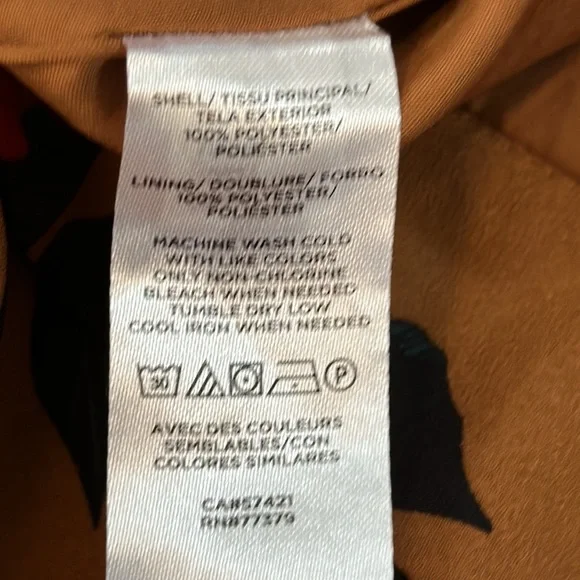 SHELL/ TISSU PRINCIPAL/
TELA EXTERIOR
100% POLYESTER/
POLIÉSTER
LINING/ DOUBLURE/ FORRO
100% POLYESTER/
POLIÉSTER
MACHINE WASH COLD
WITH LIKE COLORS
ONLY NON-CHLORINE
BLEACH WHEN NEEDED
TUMBLE DRY LOW
COOL IRON WHEN NEEDED
30 P
AVEC DES COULEURS
SEMBLABLES/CON
COLORES SIMILARES
CA#57421
RN#77379